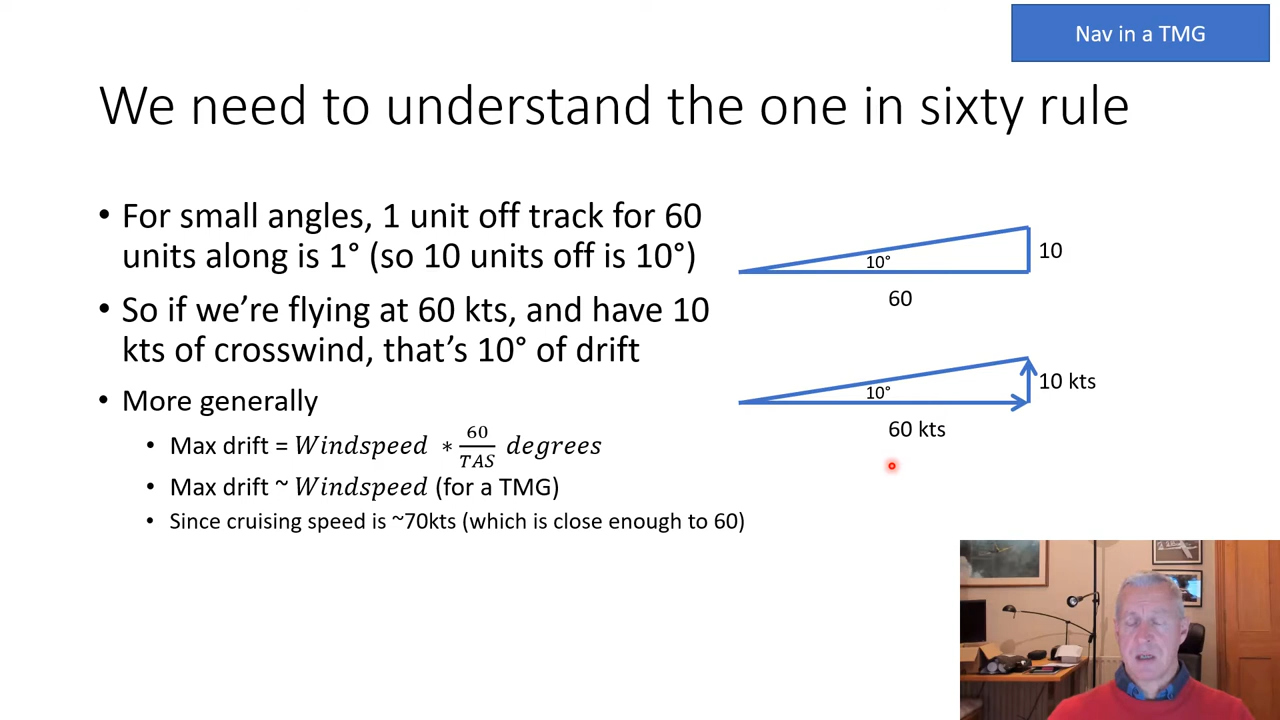 Nav in a TMG
We need to understand the one in sixty rule
• For small angles, 1 unit off track for 60
units along is 1° (so 10 units off is 10°)
• So if we're flying at 60 kts, and have 10
kts of crosswind, that's 10° of drift
• More generally
• Max drift = Windspeed * 60/TAS degrees
• Max drift ~ Windspeed (for a TMG)
• Since cruising speed is ~70kts (which is close enough to 60)
10°
10
60
10°
10 kts
60 kts